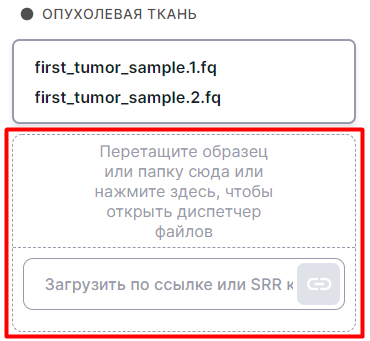 ОПУХОЛЕВАЯ ТКАНЬ
first_tumor_sample.1.fq
first_tumor_sample.2.fq
Перетащите образец
или папку сюда или
нажмите здесь, чтобы
открыть диспетчер
файлов
Загрузить по ссылке или SRR к